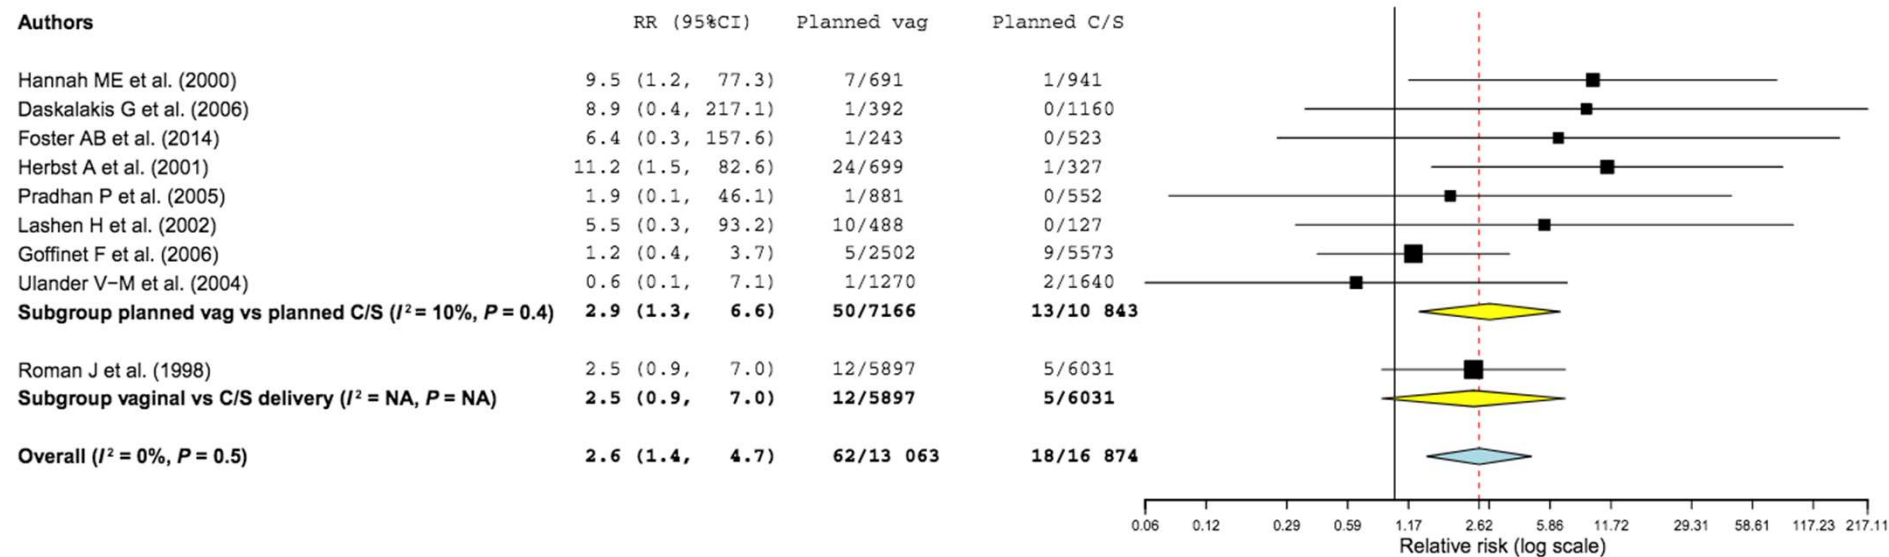 Authors RR (95%CI) Planned vag Planned C/S
Hannah ME et al. (2000) 9.5 (1.2, 77.3) 7/691 1/941
Daskalakis G et al. (2006) 8.9 (0.4, 217.1) 1/392 0/1160
Foster AB et al. (2014) 6.4 (0.3, 157.6) 1/243 0/523
Herbst A et al. (2001) 11.2 (1.5, 82.6) 24/699 1/327
Pradhan P et al. (2005) 1.9 (0.1, 46.1) 1/881 0/552
Lashen H et al. (2002) 5.5 (0.3, 93.2) 10/488 0/127
Goffinet F et al. (2006) 1.2 (0.4, 3.7) 5/2502 9/5573
Ulander V−M et al. (2004) 0.6 (0.1, 7.1) 1/1270 2/1640
Subgroup planned vag vs planned C/S (I² = 10%, P = 0.4) 2.9 (1.3, 6.6) 50/7166 13/10 843
Roman J et al. (1998) 2.5 (0.9, 7.0) 12/5897 5/6031
Subgroup vaginal vs C/S delivery (I² = NA, P = NA) 2.5 (0.9, 7.0) 12/5897 5/6031
Overall (I² = 0%, P = 0.5) 2.6 (1.4, 4.7) 62/13 063 18/16 874
0.06 0.12 0.29 0.59 1.17 2.62 5.86 11.72 29.31 58.61 117.23 217.11
Relative risk (log scale)